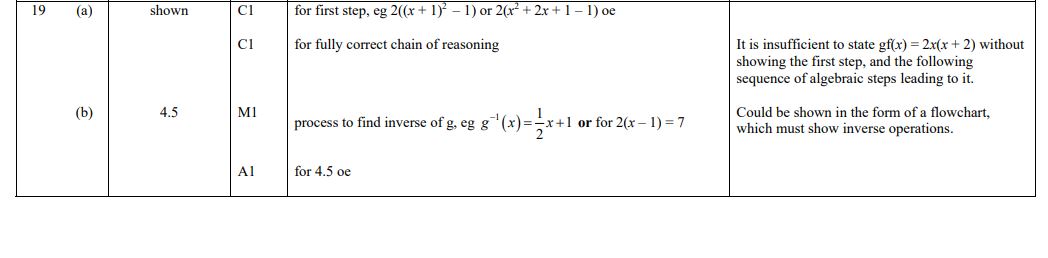 19 (a) shown C1 for first step, eg 2((x + 1)² – 1) or 2(x² + 2x + 1 – 1) oe
C1 for fully correct chain of reasoning It is insufficient to state gf(x) = 2x(x + 2) without
showing the first step, and the following
sequence of algebraic steps leading to it.
(b) 4.5 M1 process to find inverse of g, eg g⁻¹(x)=½x+1 or for 2(x – 1) = 7 Could be shown in the form of a flowchart,
which must show inverse operations.
A1 for 4.5 oe